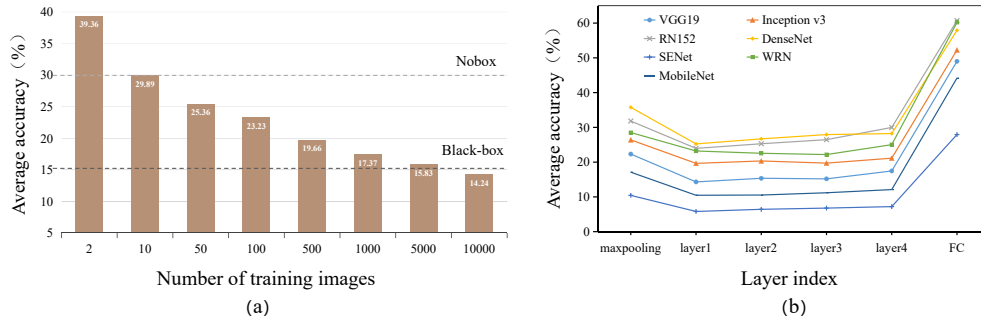 40
35
30
25
20
15
10
5
Average accuracy (%)
39.36
29.89
25.36
23.23
19.66
17.37
15.83
14.24
Nobox
Black-box
2 10 50 100 500 1000 5000 10000
Number of training images
(a)
60
50
40
30
20
10
0
Average accuracy (%)
VGG19 Inception v3
RN152 DenseNet
SENet WRN
MobileNet
maxpooling layer1 layer2 layer3 layer4 FC
Layer index
(b)